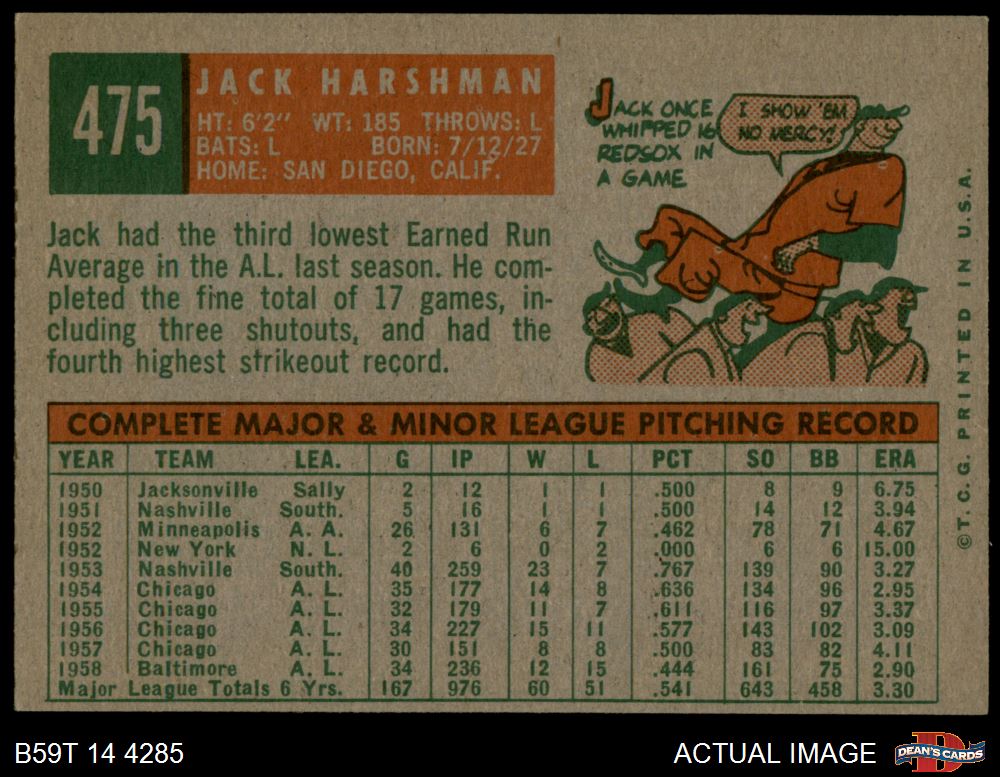 475
JACK HARSHMAN
HT: 6'2" WT: 185 THROWS: L
BATS: L BORN: 7/12/27
HOME: SAN DIEGO, CALIF.
JACK ONCE
WHIPPED 16
REDSOX IN
A GAME
I SHOW 'EM
NO MERCY!
Jack had the third lowest Earned Run
Average in the A.L. last season. He com-
pleted the fine total of 17 games, in-
cluding three shutouts, and had the
fourth highest strikeout record.
COMPLETE MAJOR & MINOR LEAGUE PITCHING RECORD
YEAR TEAM LEA. G IP W L PCT SO BB ERA
1950 Jacksonville Sally 2 12 1 1 .500 8 9 6.75
1951 Nashville South. 5 16 1 1 .500 14 12 3.94
1952 Minneapolis A. A. 26 131 6 7 .462 78 71 4.67
1952 New York N. L. 2 6 0 2 .000 6 6 15.00
1953 Nashville South. 40 259 23 7 .767 139 90 3.27
1954 Chicago A. L. 35 177 14 8 .636 134 96 2.95
1955 Chicago A. L. 32 179 11 7 .611 116 97 3.37
1956 Chicago A. L. 34 227 15 11 .577 143 102 3.09
1957 Chicago A. L. 30 151 8 8 .500 83 82 4.11
1958 Baltimore A. L. 34 236 12 15 .444 161 75 2.90
Major League Totals 6 Yrs. 167 976 60 51 .541 643 458 3.30
©T.C.G. PRINTED IN U.S.A.
B59T 14 4285
ACTUAL IMAGE
D
DEAN'S CARDS